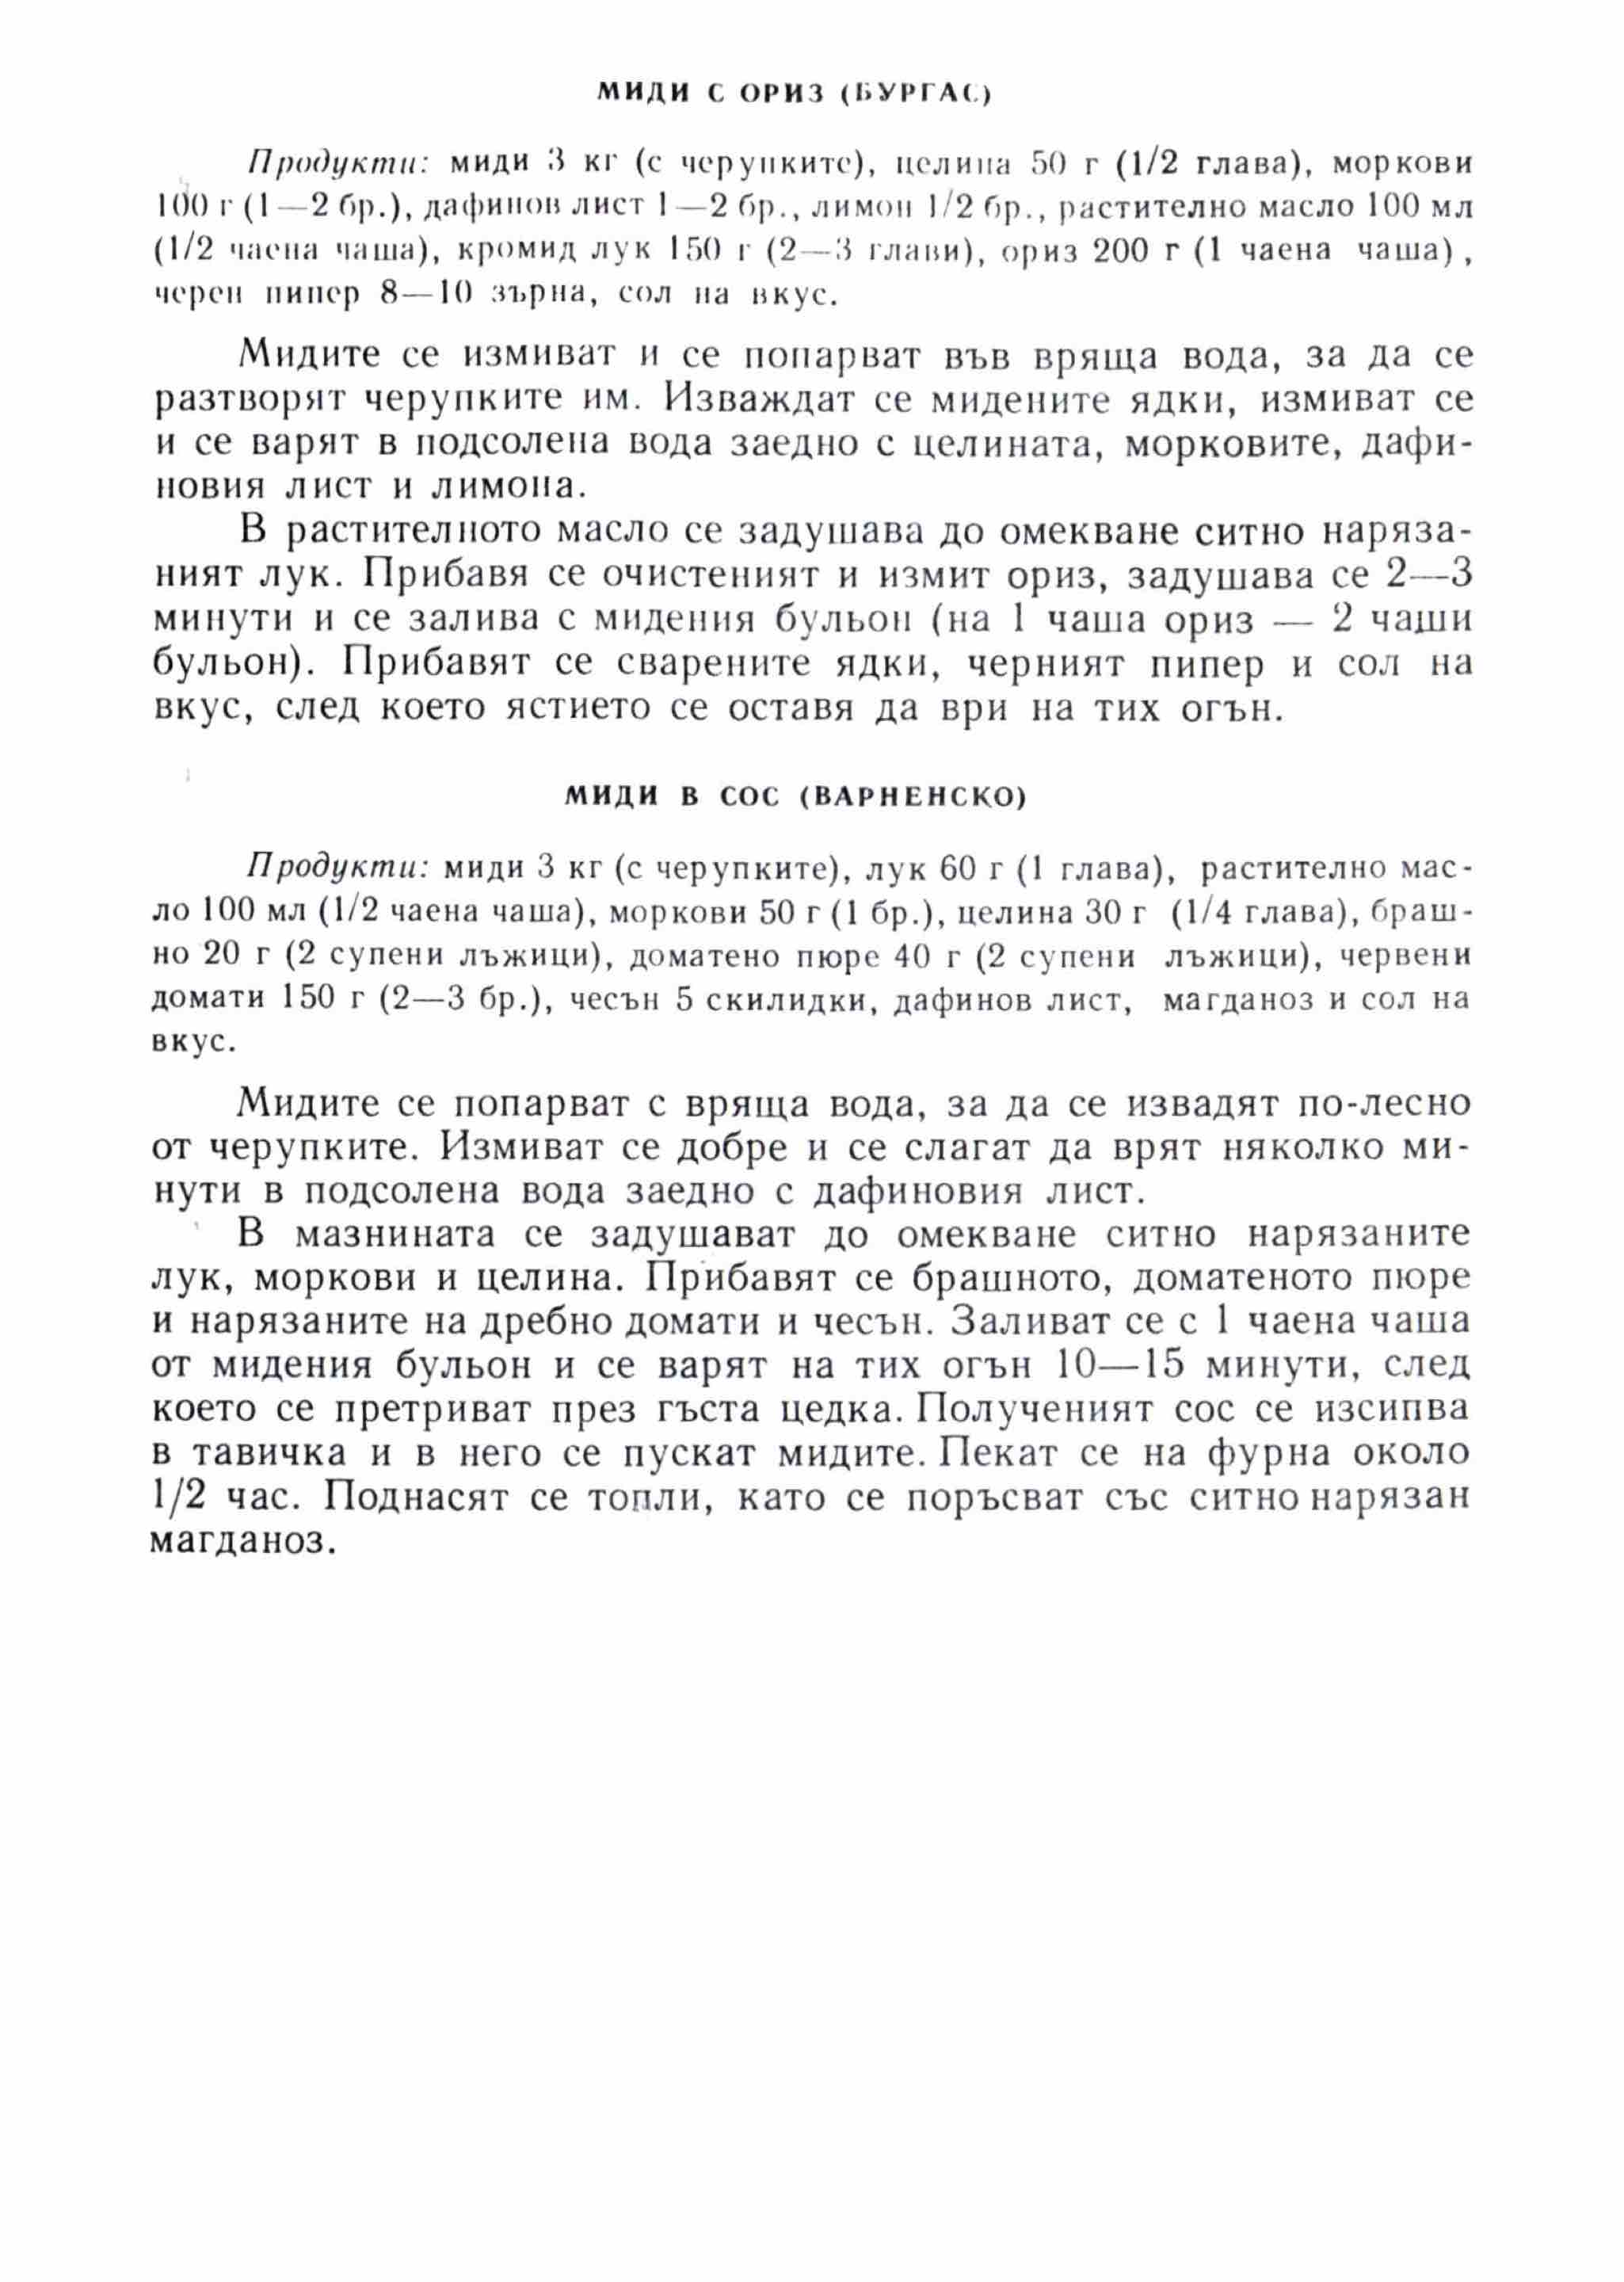 МИДИ С ОРИЗ (БУРГАС)
Продукти: миди 3 кг (с черупките), целина 50 г (1/2 глава), моркови
100 г (1—2 бр.), дафинов лист 1—2 бр., лимон 1/2 бр., растително масло 100 мл
(1/2 чаена чаша), кромид лук 150 г (2—3 глави), ориз 200 г (1 чаена чаша),
черен пипер 8—10 зърна, сол на вкус.
Мидите се измиват и се попарват във вряща вода, за да се
разтворят черупките им. Изваждат се мидените ядки, измиват се
и се варят в подсолена вода заедно с целината, морковите, дафи-
новия лист и лимона.
В растителното масло се задушава до омекване ситно наряза-
ният лук. Прибавя се очистеният и измит ориз, задушава се 2—3
минути и се залива с мидения бульон (на 1 чаша ориз — 2 чаши
бульон). Прибавят се сварените ядки, черният пипер и сол на
вкус, след което ястието се оставя да ври на тих огън.
МИДИ В СОС (ВАРНЕНСКО)
Продукти: миди 3 кг (с черупките), лук 60 г (1 глава), растително мас-
ло 100 мл (1/2 чаена чаша), моркови 50 г (1 бр.), целина 30 г (1/4 глава), браш-
но 20 г (2 супени лъжици), доматено пюре 40 г (2 супени лъжици), червени
домати 150 г (2—3 бр.), чесън 5 скилидки, дафинов лист, магданоз и сол на
вкус.
Мидите се попарват с вряща вода, за да се извадят по-лесно
от черупките. Измиват се добре и се слагат да врят няколко ми-
нути в подсолена вода заедно с дафиновия лист.
В мазнината се задушават до омекване ситно нарязаните
лук, моркови и целина. Прибавят се брашното, доматеното пюре
и нарязаните на дребно домати и чесън. Заливат се с 1 чаена чаша
от мидения бульон и се варят на тих огън 10—15 минути, след
което се претриват през гъста цедка. Полученият сос се изсипва
в тавичка и в него се пускат мидите. Пекат се на фурна около
1/2 час. Поднасят се топли, като се поръсват със ситно нарязан
магданоз.